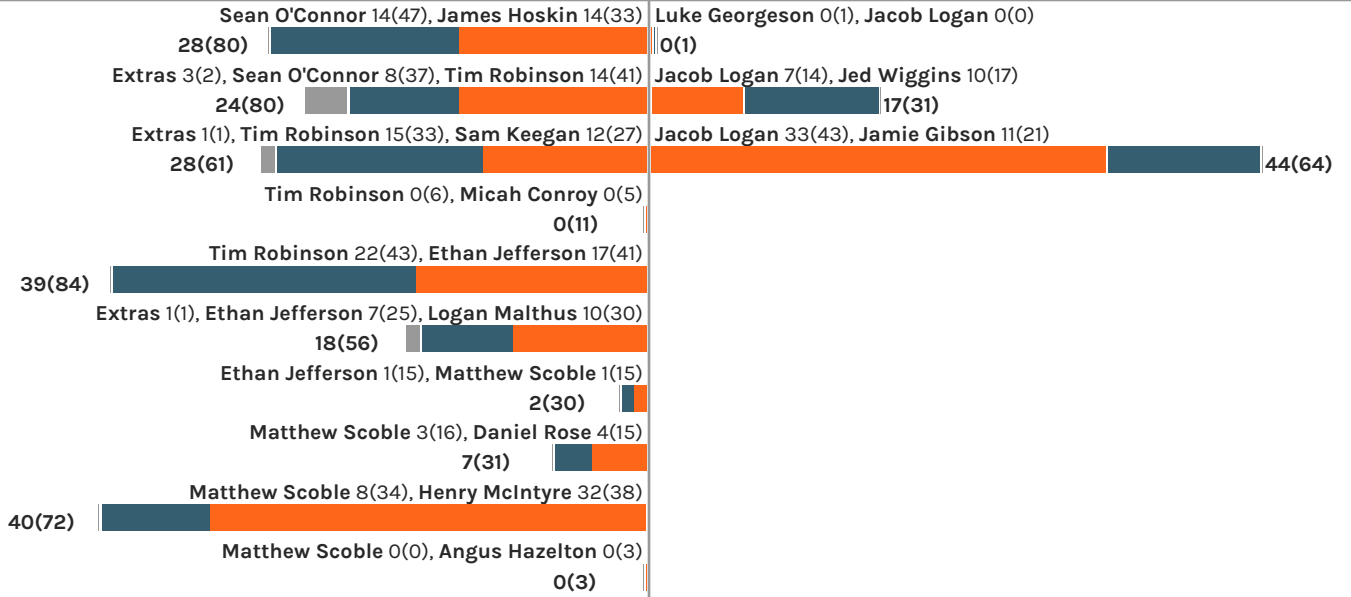 Sean O'Connor 14(47), James Hoskin 14(33)
Luke Georgeson 0(1), Jacob Logan 0(0)
28(80)
0(1)
Extras 3(2), Sean O'Connor 8(37), Tim Robinson 14(41)
Jacob Logan 7(14), Jed Wiggins 10(17)
24(80)
17(31)
Extras 1(1), Tim Robinson 15(33), Sam Keegan 12(27)
Jacob Logan 33(43), Jamie Gibson 11(21)
28(61)
44(64)
Tim Robinson 0(6), Micah Conroy 0(5)
0(11)
Tim Robinson 22(43), Ethan Jefferson 17(41)
39(84)
Extras 1(1), Ethan Jefferson 7(25), Logan Malthus 10(30)
18(56)
Ethan Jefferson 1(15), Matthew Scoble 1(15)
2(30)
Matthew Scoble 3(16), Daniel Rose 4(15)
7(31)
Matthew Scoble 8(34), Henry McIntyre 32(38)
40(72)
Matthew Scoble 0(0), Angus Hazelton 0(3)
0(3)